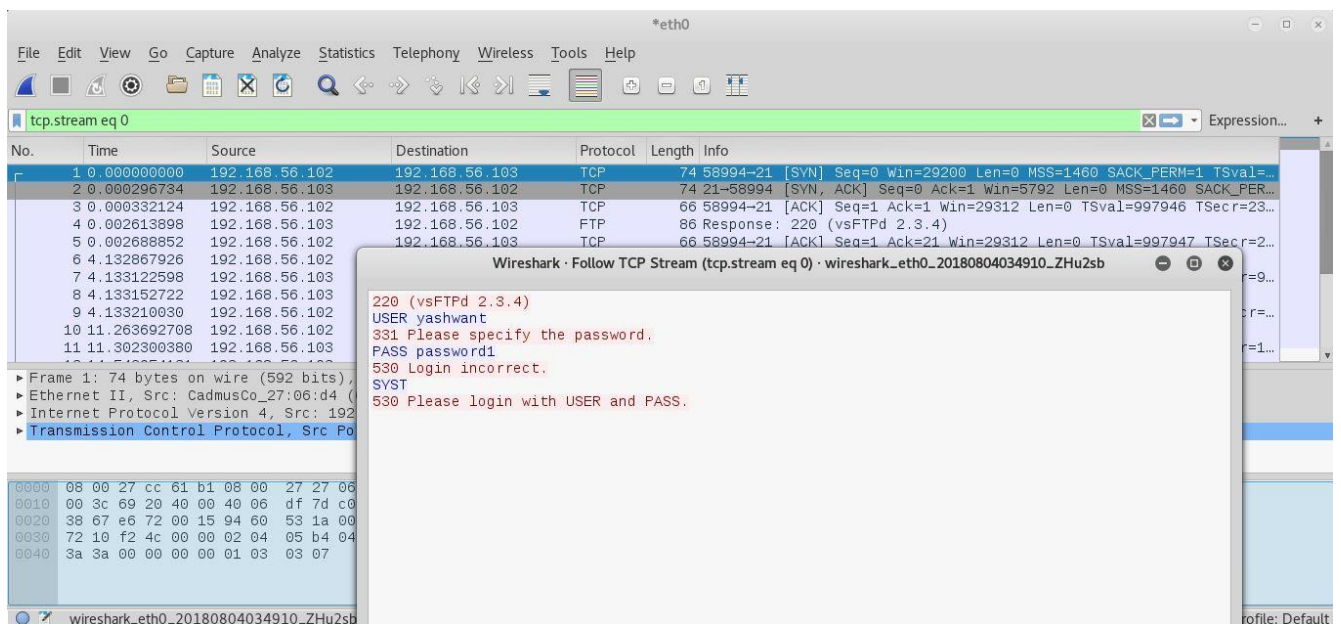 *eth0
File Edit View Go Capture Analyze Statistics Telephony Wireless Tools Help
tcp.stream eq 0 Expression... +
No. Time Source Destination Protocol Length Info
1 0.000000000 192.168.56.102 192.168.56.103 TCP 74 58994→21 [SYN] Seq=0 Win=29200 Len=0 MSS=1460 SACK_PERM=1 TSval=…
2 0.000296734 192.168.56.103 192.168.56.102 TCP 74 21→58994 [SYN, ACK] Seq=0 Ack=1 Win=5792 Len=0 MSS=1460 SACK_PER…
3 0.000332124 192.168.56.102 192.168.56.103 TCP 66 58994→21 [ACK] Seq=1 Ack=1 Win=29312 Len=0 TSval=997946 TSecr=23…
4 0.002613898 192.168.56.103 192.168.56.102 FTP 86 Response: 220 (vsFTPd 2.3.4)
5 0.002688852 192.168.56.102 192.168.56.103 TCP 66 58994→21 [ACK] Seq=1 Ack=21 Win=29312 Len=0 TSval=997947 TSecr=2…
6 4.132867926 192.168.56.102
7 4.133122598 192.168.56.103 r=9…
8 4.133152722 192.168.56.103
9 4.133210030 192.168.56.102 r=…
10 11.263692708 192.168.56.102
11 11.302300380 192.168.56.103 r=1…
Wireshark · Follow TCP Stream (tcp.stream eq 0) · wireshark_eth0_20180804034910_ZHu2sb
220 (vsFTPd 2.3.4)
USER yashwant
331 Please specify the password.
PASS password1
530 Login incorrect.
SYST
530 Please login with USER and PASS.
Frame 1: 74 bytes on wire (592 bits),
Ethernet II, Src: CadmusCo_27:06:d4 (
Internet Protocol Version 4, Src: 192
Transmission Control Protocol, Src Po
0000 08 00 27 cc 61 b1 08 00 27 27 06
0010 00 3c 69 20 40 00 40 06 df 7d c0
0020 38 67 e6 72 00 15 94 60 53 1a 00
0030 72 10 f2 4c 00 00 02 04 05 b4 04
0040 3a 3a 00 00 00 00 01 03 03 07
wireshark_eth0_20180804034910_ZHu2sb rofile: Default